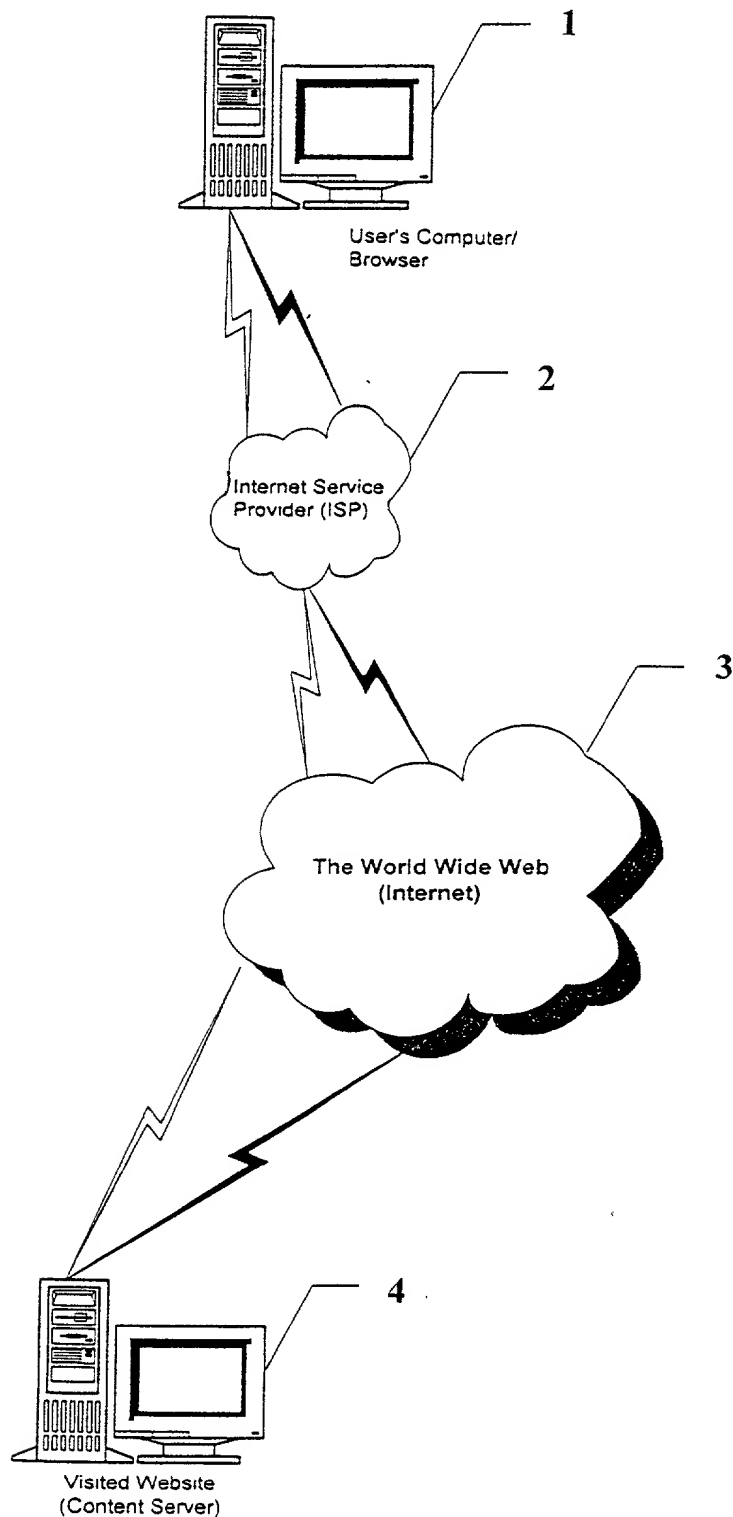 1
User's Computer/
Browser
2
Internet Service
Provider (ISP)
3
The World Wide Web
(Internet)
4
Visited Website
(Content Server)